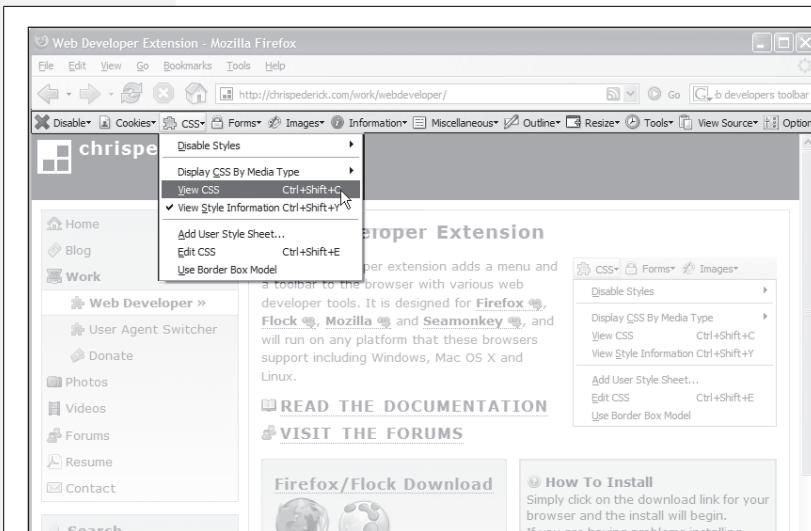 Web Developer Extension - Mozilla Firefox
File Edit View Go Bookmarks Tools Help
http://chrispederick.com/work/webdeveloper/ Go G b developers toolbar
Disable Cookies CSS Forms Images Information Miscellaneous Outline Resize Tools View Source Option
chrispe
Disable Styles
Display CSS By Media Type
View CSS Ctrl+Shift+C
View Style Information Ctrl+Shift+Y
Add User Style Sheet...
Edit CSS Ctrl+Shift+E
Use Border Box Model
Home
Blog
Work
Web Developer »
User Agent Switcher
Donate
Photos
Videos
Forums
Resume
Contact
Search
eloper Extension
per extension adds a menu and
a toolbar to the browser with various web
developer tools. It is designed for Firefox,
Flock, Mozilla and Seamonkey, and
will run on any platform that these browsers
support including Windows, Mac OS X and
Linux.
READ THE DOCUMENTATION
VISIT THE FORUMS
CSS Forms Images
Disable Styles
Display CSS By Media Type
View CSS Ctrl+Shift+C
View Style Information Ctrl+Shift+Y
Add User Style Sheet...
Edit CSS Ctrl+Shift+E
Use Border Box Model
Firefox/Flock Download
How To Install
Simply click on the download link for your
browser and the install will begin.
If you are having problems installing